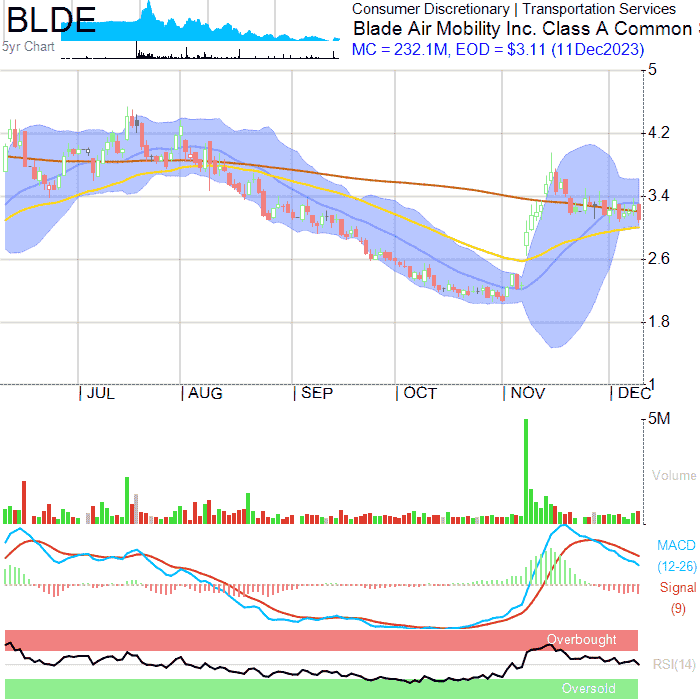 BLDE
5yr Chart
Consumer Discretionary | Transportation Services
Blade Air Mobility Inc. Class A Common
MC = 232.1M, EOD = $3.11 (11Dec2023)
5
4.2
3.4
2.6
1.8
1
| JUL | AUG | SEP | OCT | NOV | DEC
5M
Volume
MACD
(12-26)
Signal
(9)
Overbought
RSI(14)
Oversold